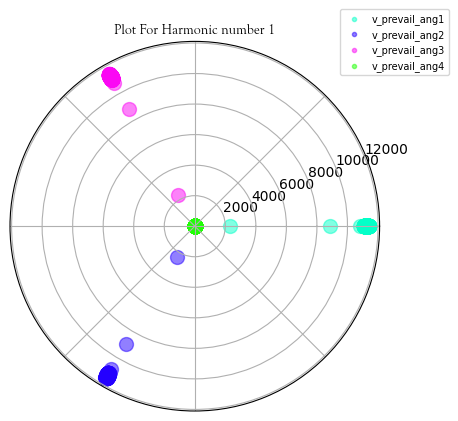 Plot For Harmonic number 1
v_prevail_ang1
v_prevail_ang2
v_prevail_ang3
v_prevail_ang4
12000
10000
8000
6000
4000
2000